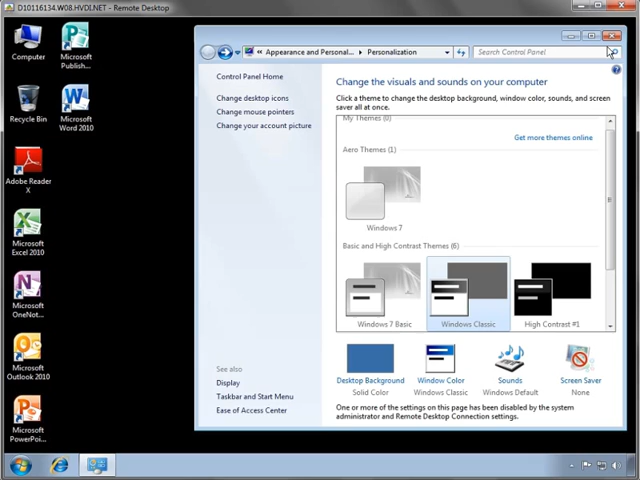 D10116134.W08.HVDI.NET - Remote Desktop
Computer
Microsoft
Publish...
Recycle Bin
Microsoft
Word 2010
Adobe Reader
X
Microsoft
Excel 2010
Microsoft
OneNot...
Microsoft
Outlook 2010
Microsoft
PowerPoi...
« Appearance and Personal... ▸ Personalization
Search Control Panel
Control Panel Home
Change desktop icons
Change mouse pointers
Change your account picture
See also
Display
Taskbar and Start Menu
Ease of Access Center
Change the visuals and sounds on your computer
Click a theme to change the desktop background, window color, sounds, and screen
saver all at once.
My Themes (0)
Get more themes online
Aero Themes (1)
Windows 7
Basic and High Contrast Themes (6)
Windows 7 Basic
Windows Classic
High Contrast #1
Desktop Background
Solid Color
Window Color
Windows Classic
Sounds
Windows Default
Screen Saver
None
One or more of the settings on this page has been disabled by the system
administrator and Remote Desktop Connection settings.